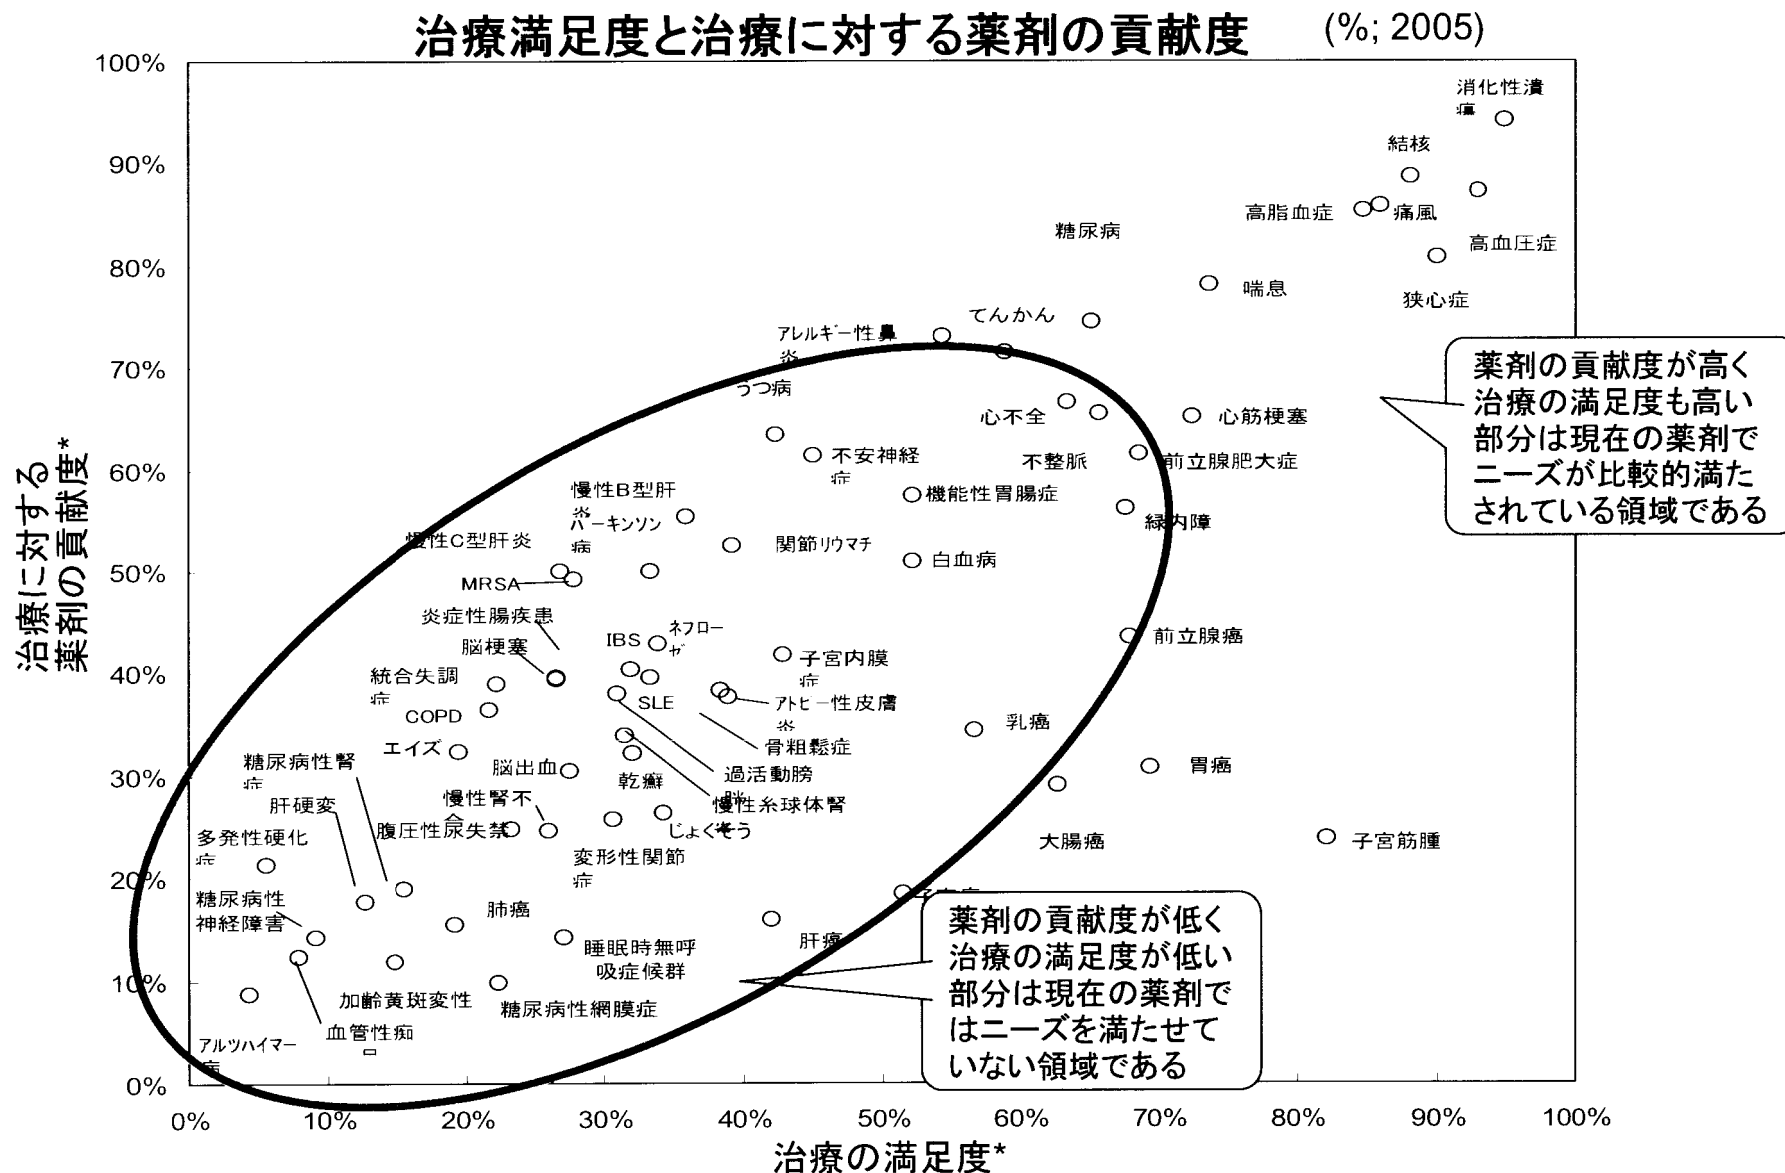 治療満足度と治療に対する薬剤の貢献度 (%; 2005)
100%
90%
80%
70%
60%
50%
40%
30%
20%
10%
0%
治療に対する
薬剤の貢献度*
消化性潰
瘍
結核
高脂血症
痛風
高血圧症
糖尿病
喘息
狭心症
てんかん
アレルギー性鼻
炎
うつ病
心不全
心筋梗塞
不整脈
前立腺肥大症
不安神経
症
機能性胃腸症
慢性B型肝
炎
パーキンソン
病
緑内障
慢性C型肝炎
関節リウマチ
白血病
MRSA
炎症性腸疾患
IBS
ネフロー
ゼ
脳梗塞
前立腺癌
子宮内膜
症
統合失調
症
SLE
アトピー性皮膚
炎
COPD
乳癌
骨粗鬆症
エイズ
糖尿病性腎
症
脳出血
乾癬
過活動膀
胱
胃癌
肝硬変
慢性腎不
全
慢性糸球体腎
炎
腹圧性尿失禁
じょくそう
多発性硬化
症
大腸癌
子宮筋腫
変形性関節
症
糖尿病性
神経障害
肺癌
肝癌
睡眠時無呼
吸症候群
加齢黄斑変性
糖尿病性網膜症
血管性痴
アルツハイマー
病
薬剤の貢献度が高く
治療の満足度も高い
部分は現在の薬剤で
ニーズが比較的満た
されている領域である
薬剤の貢献度が低く
治療の満足度が低い
部分は現在の薬剤で
はニーズを満たせて
いない領域である
0% 10% 20% 30% 40% 50% 60% 70% 80% 90% 100%
治療の満足度*